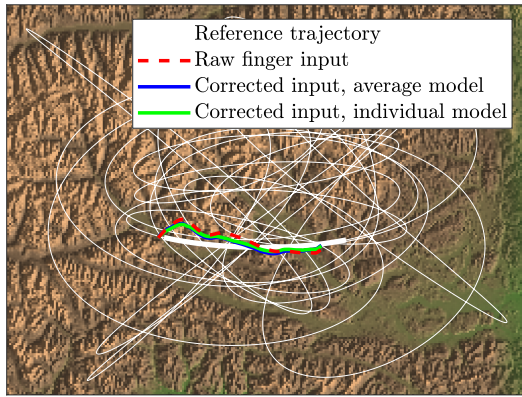 Reference trajectory
Raw finger input
Corrected input, average model
Corrected input, individual model